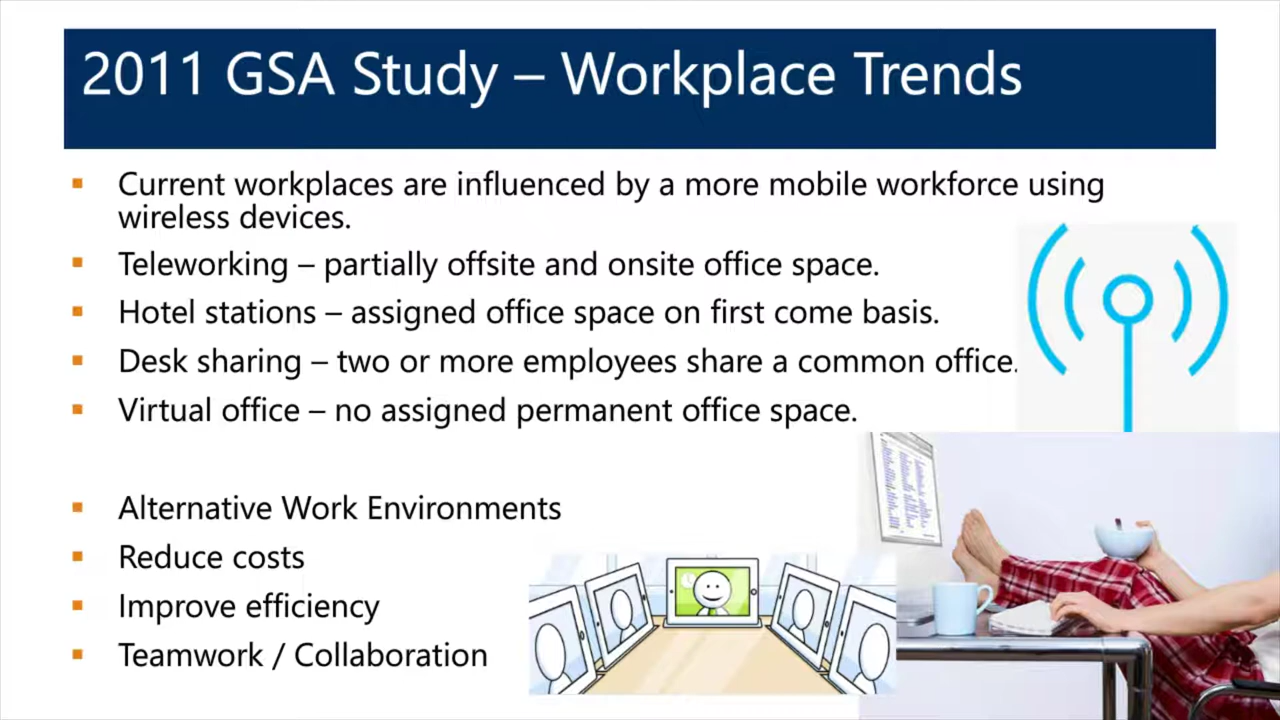 2011 GSA Study – Workplace Trends
▪ Current workplaces are influenced by a more mobile workforce using
wireless devices.
▪ Teleworking – partially offsite and onsite office space.
▪ Hotel stations – assigned office space on first come basis.
▪ Desk sharing – two or more employees share a common office.
▪ Virtual office – no assigned permanent office space.
▪ Alternative Work Environments
▪ Reduce costs
▪ Improve efficiency
▪ Teamwork / Collaboration